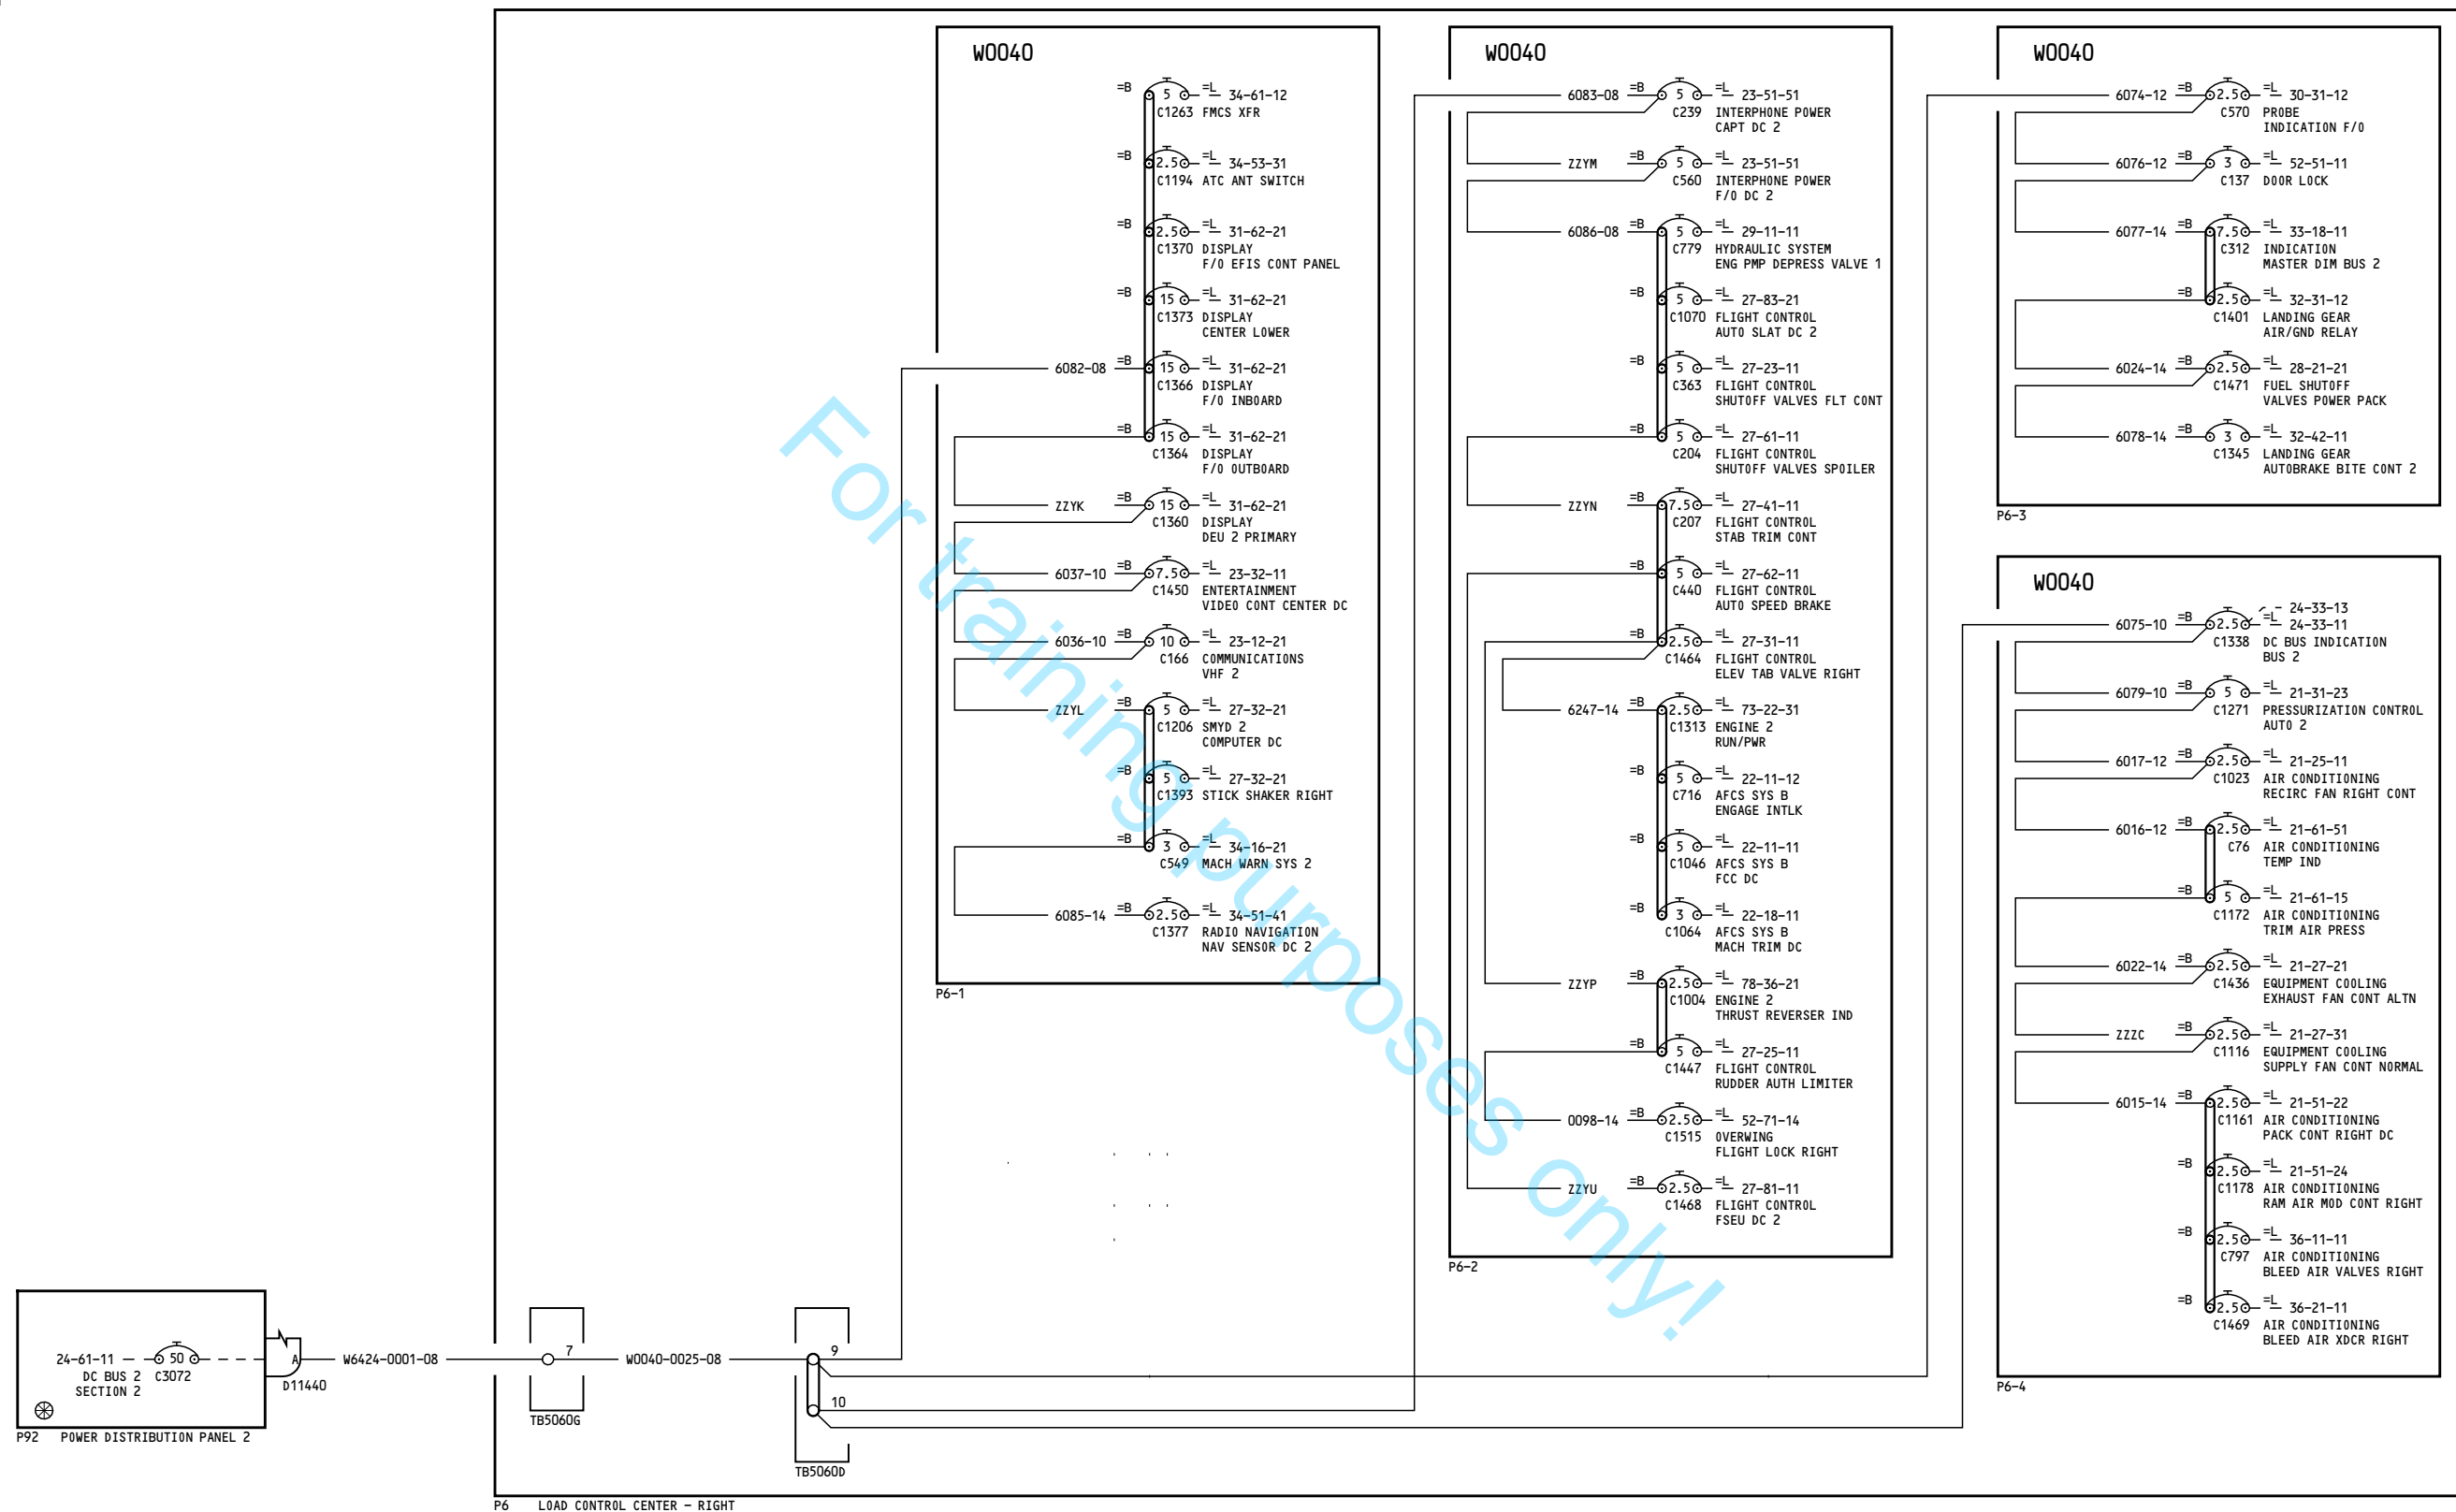 W0040
=B 5 =L 34-61-12
C1263 FMCS XFR
=B 2.5 =L 34-53-31
C1194 ATC ANT SWITCH
=B 2.5 =L 31-62-21
C1370 DISPLAY
F/O EFIS CONT PANEL
=B 15 =L 31-62-21
C1373 DISPLAY
CENTER LOWER
6082-08 =B 15 =L 31-62-21
C1366 DISPLAY
F/O INBOARD
=B 15 =L 31-62-21
C1364 DISPLAY
F/O OUTBOARD
ZZYK =B 15 =L 31-62-21
C1360 DISPLAY
DEU 2 PRIMARY
6037-10 =B 7.5 =L 23-32-11
C1450 ENTERTAINMENT
VIDEO CONT CENTER DC
6036-10 =B 10 =L 23-12-21
C166 COMMUNICATIONS
VHF 2
ZZYL =B 5 =L 27-32-21
C1206 SMYD 2
COMPUTER DC
=B 5 =L 27-32-21
C1393 STICK SHAKER RIGHT
=B 3 =L 34-16-21
C549 MACH WARN SYS 2
6085-14 =B 2.5 =L 34-51-41
C1377 RADIO NAVIGATION
NAV SENSOR DC 2
P6-1
W0040
6083-08 =B 5 =L 23-51-51
C239 INTERPHONE POWER
CAPT DC 2
ZZYM =B 5 =L 23-51-51
C560 INTERPHONE POWER
F/O DC 2
6086-08 =B 5 =L 29-11-11
C779 HYDRAULIC SYSTEM
ENG PMP DEPRESS VALVE 1
=B 5 =L 27-83-21
C1070 FLIGHT CONTROL
AUTO SLAT DC 2
=B 5 =L 27-23-11
C363 FLIGHT CONTROL
SHUTOFF VALVES FLT CONT
=B 5 =L 27-61-11
C204 FLIGHT CONTROL
SHUTOFF VALVES SPOILER
ZZYN =B 7.5 =L 27-41-11
C207 FLIGHT CONTROL
STAB TRIM CONT
=B 5 =L 27-62-11
C440 FLIGHT CONTROL
AUTO SPEED BRAKE
=B 2.5 =L 27-31-11
C1464 FLIGHT CONTROL
ELEV TAB VALVE RIGHT
6247-14 =B 2.5 =L 73-22-31
C1313 ENGINE 2
RUN/PWR
=B 5 =L 22-11-12
C716 AFCS SYS B
ENGAGE INTLK
=B 5 =L 22-11-11
C1046 AFCS SYS B
FCC DC
=B 3 =L 22-18-11
C1064 AFCS SYS B
MACH TRIM DC
ZZYP =B 2.5 =L 78-36-21
C1004 ENGINE 2
THRUST REVERSER IND
=B 5 =L 27-25-11
C1447 FLIGHT CONTROL
RUDDER AUTH LIMITER
0098-14 =B 2.5 =L 52-71-14
C1515 OVERWING
FLIGHT LOCK RIGHT
ZZYU =B 2.5 =L 27-81-11
C1468 FLIGHT CONTROL
FSEU DC 2
P6-2
W0040
6074-12 =B 2.5 =L 30-31-12
C570 PROBE
INDICATION F/O
6076-12 =B 3 =L 52-51-11
C137 DOOR LOCK
6077-14 =B 7.5 =L 33-18-11
C312 INDICATION
MASTER DIM BUS 2
=B 2.5 =L 32-31-12
C1401 LANDING GEAR
AIR/GND RELAY
6024-14 =B 2.5 =L 28-21-21
C1471 FUEL SHUTOFF
VALVES POWER PACK
6078-14 =B 3 =L 32-42-11
C1345 LANDING GEAR
AUTOBRAKE BITE CONT 2
P6-3
W0040
24-33-13
6075-10 =B 2.5 =L 24-33-11
C1338 DC BUS INDICATION
BUS 2
6079-10 =B 5 =L 21-31-23
C1271 PRESSURIZATION CONTROL
AUTO 2
6017-12 =B 2.5 =L 21-25-11
C1023 AIR CONDITIONING
RECIRC FAN RIGHT CONT
6016-12 =B 2.5 =L 21-61-51
C76 AIR CONDITIONING
TEMP IND
=B 5 =L 21-61-15
C1172 AIR CONDITIONING
TRIM AIR PRESS
6022-14 =B 2.5 =L 21-27-21
C1436 EQUIPMENT COOLING
EXHAUST FAN CONT ALTN
ZZZC =B 2.5 =L 21-27-31
C1116 EQUIPMENT COOLING
SUPPLY FAN CONT NORMAL
6015-14 =B 2.5 =L 21-51-22
C1161 AIR CONDITIONING
PACK CONT RIGHT DC
=B 2.5 =L 21-51-24
C1178 AIR CONDITIONING
RAM AIR MOD CONT RIGHT
=B 2.5 =L 36-11-11
C797 AIR CONDITIONING
BLEED AIR VALVES RIGHT
=B 2.5 =L 36-21-11
C1469 AIR CONDITIONING
BLEED AIR XDCR RIGHT
P6-4
24-61-11 50 A W6424-0001-08 7 W0040-0025-08 9
DC BUS 2 C3072
SECTION 2
D11440
10
P92 POWER DISTRIBUTION PANEL 2
TB5060G
TB5060D
P6 LOAD CONTROL CENTER - RIGHT
For training purposes only!